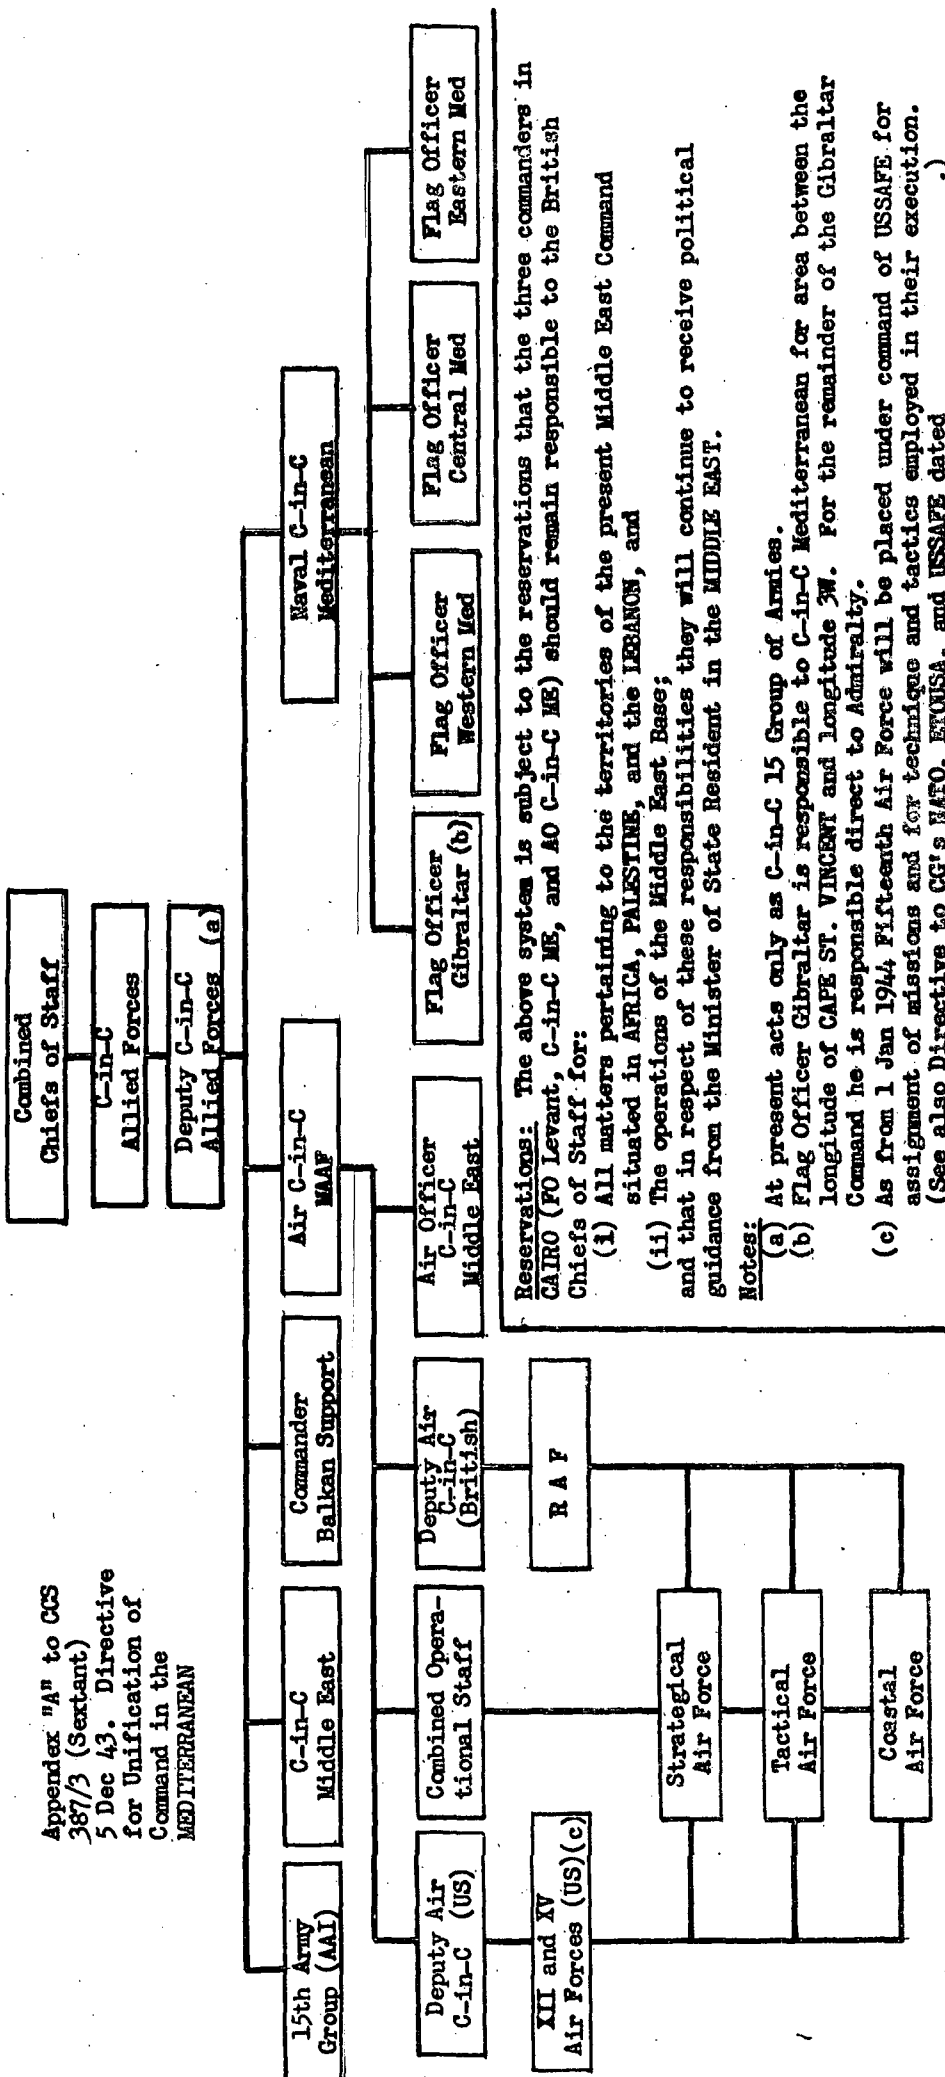 Appendex "A" to CCS
387/3 (Sextant)
5 Dec 43. Directive
for Unification of
Command in the
MEDITERRANEAN
Combined
Chiefs of Staff
C-in-C
Allied Forces
Deputy C-in-C
Allied Forces (a)
15th Army
Group (AAI)
C-in-C
Middle East
Commander
Balkan Support
Air C-in-C
MAAF
Naval C-in-C
Mediterranean
Deputy Air
C-in-C (US)
Combined Opera-
tional Staff
Deputy Air
C-in-C
(British)
Air Officer
C-in-C
Middle East
Flag Officer
Gibraltar (b)
Flag Officer
Western Med
Flag Officer
Central Med
Flag Officer
Eastern Med
XII and XV
Air Forces (US)(c)
R A F
Strategical
Air Force
Tactical
Air Force
Coastal
Air Force
Reservations: The above system is subject to the reservations that the three commanders in
CAIRO (FO Levant, C-in-C ME, and AO C-in-C ME) should remain responsible to the British
Chiefs of Staff for:
(i) All matters pertaining to the territories of the present Middle East Command
situated in AFRICA, PALESTINE, and the LEBANON, and
(ii) The operations of the Middle East Base;
and that in respect of these responsibilities they will continue to receive political
guidance from the Minister of State Resident in the MIDDLE EAST.
Notes:
(a) At present acts only as C-in-C 15 Group of Armies.
(b) Flag Officer Gibraltar is responsible to C-in-C Mediterranean for area between the
longitude of CAPE ST. VINCENT and longitude 3W. For the remainder of the Gibraltar
Command he is responsible direct to Admiralty.
(c) As from 1 Jan 1944 Fifteenth Air Force will be placed under command of USSAFE for
assignment of missions and for technique and tactics employed in their execution.
(See also Directive to CG's NATO, ETOUSA, and USSAFE dated .)